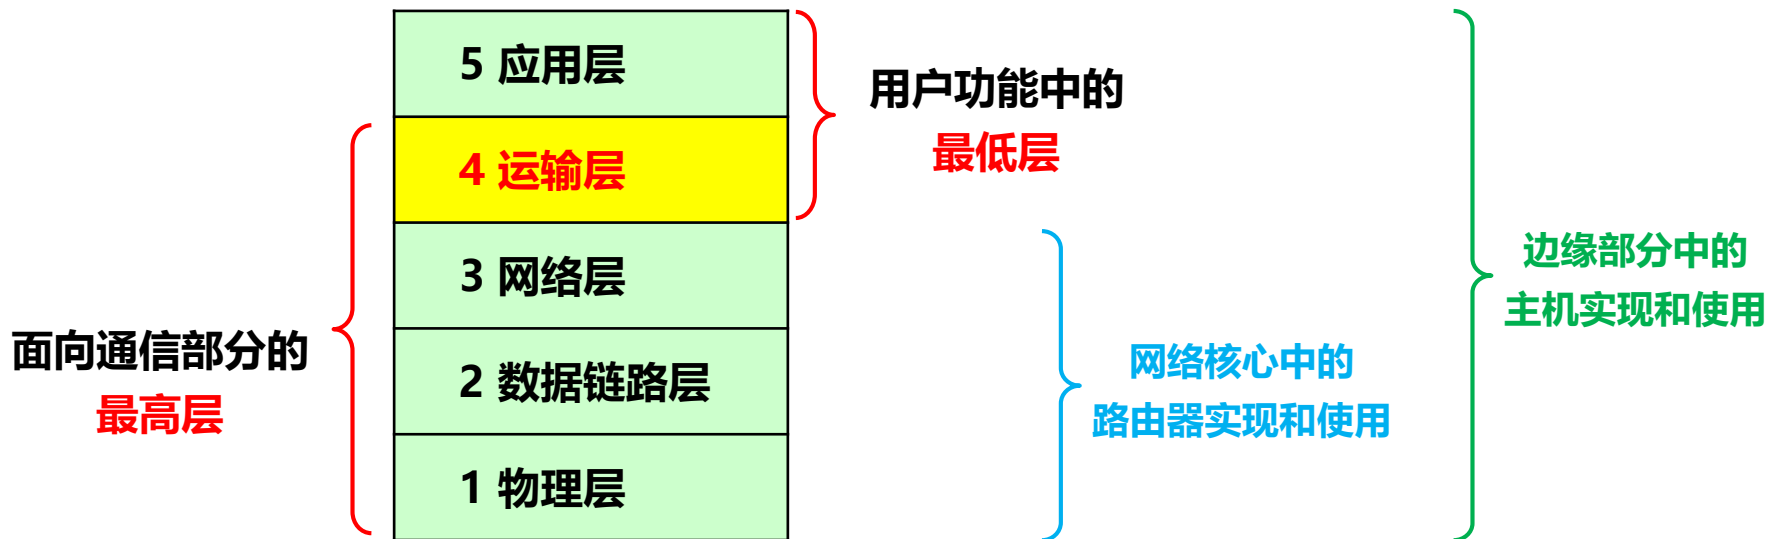 5 应用层
4 运输层
3 网络层
2 数据链路层
1 物理层
用户功能中的
最低层
面向通信部分的
最高层
网络核心中的
路由器实现和使用
边缘部分中的
主机实现和使用